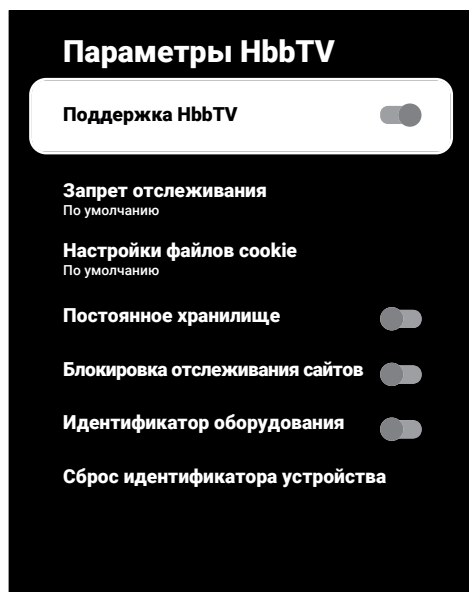 Параметры HbbTV
Поддержка HbbTV
Запрет отслеживания
По умолчанию
Настройки файлов cookie
По умолчанию
Постоянное хранилище
Блокировка отслеживания сайтов
Идентификатор оборудования
Сброс идентификатора устройства